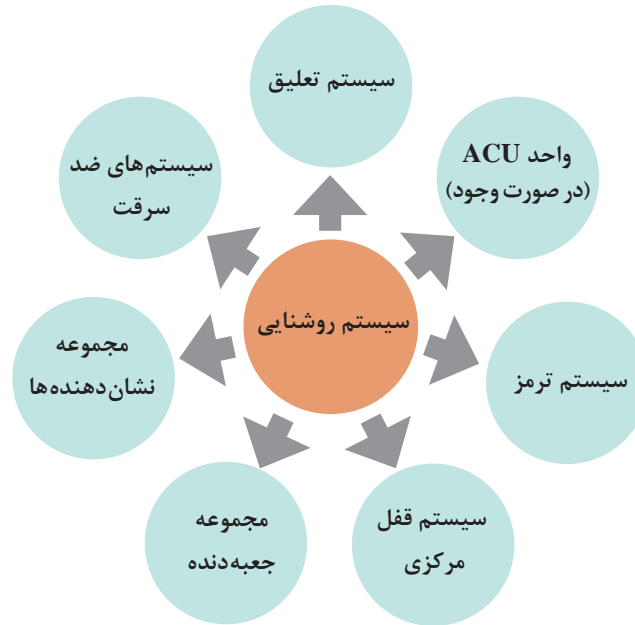 سیستم تعلیق
واحد ACU
(در صورت وجود)
سیستم‌های ضد
سرقت
سیستم روشنایی
مجموعه
نشان‌دهنده‌ها
سیستم ترمز
سیستم قفل
مرکزی
مجموعه
جعبه‌دنده